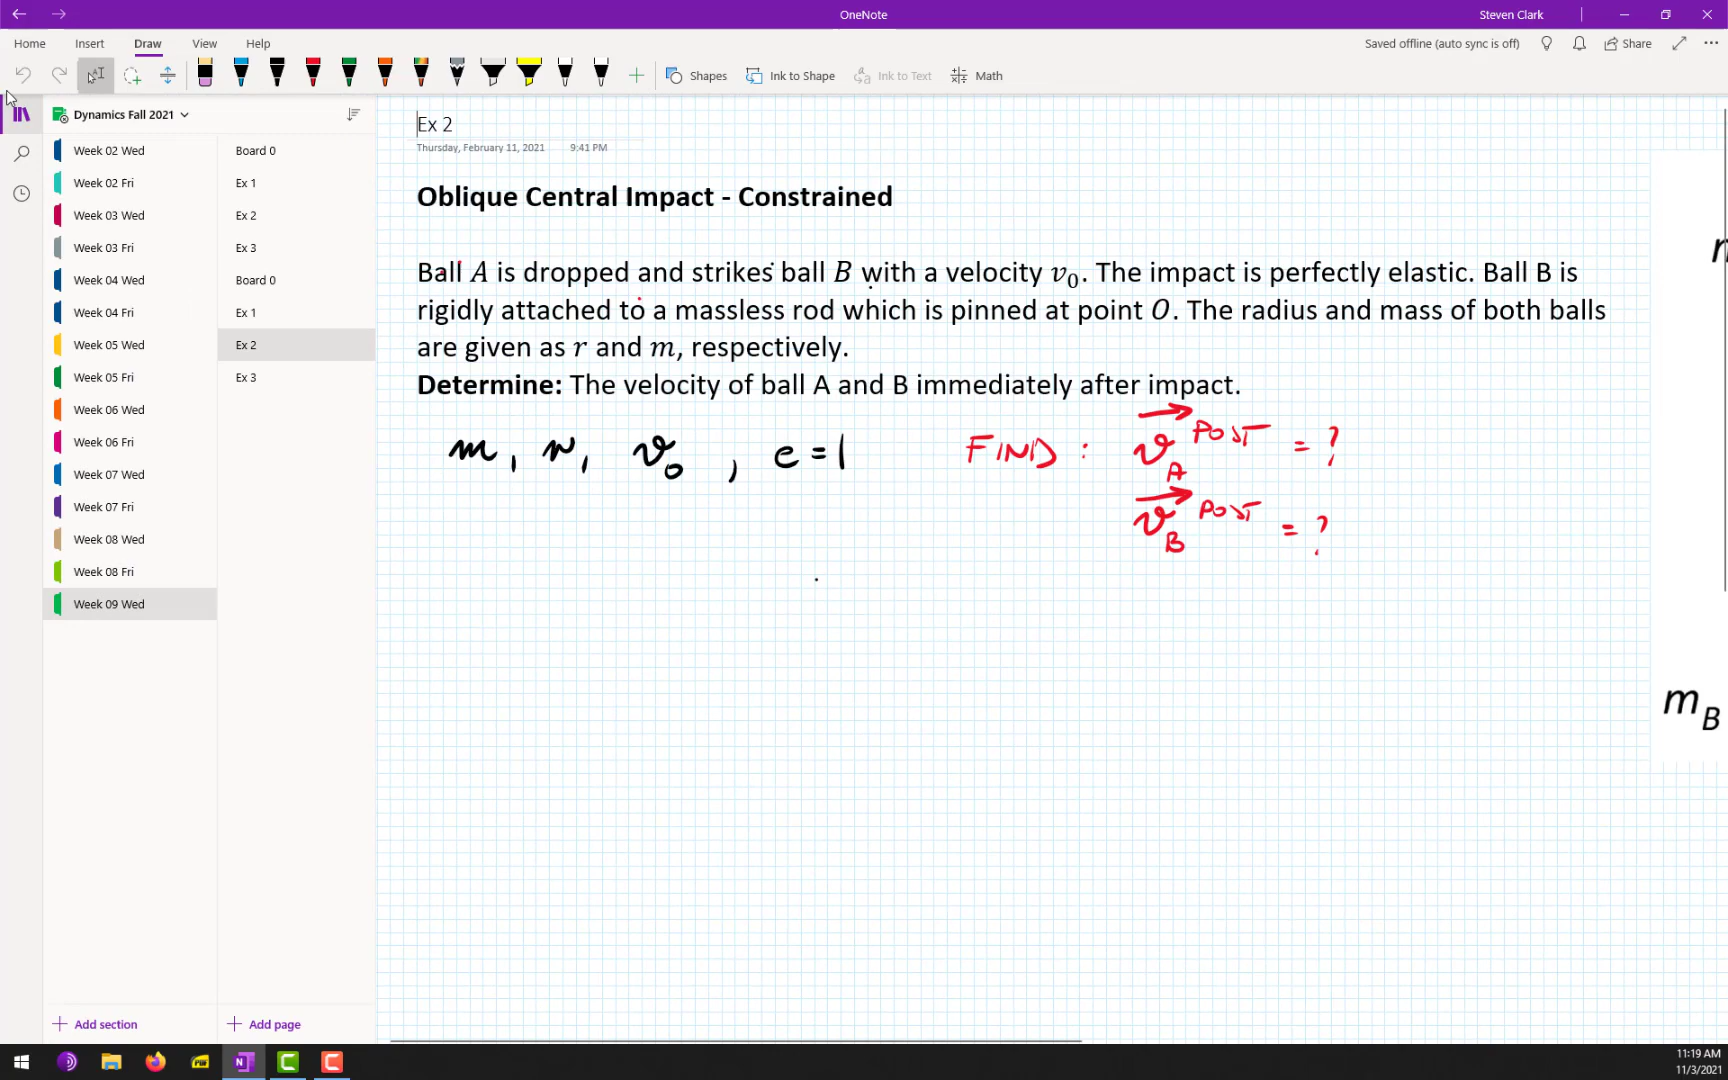 OneNote
Steven Clark
Home Insert Draw View Help
Saved offline (auto sync is off) Share
Shapes Ink to Shape Ink to Text Math
Dynamics Fall 2021
Week 02 Wed
Week 02 Fri
Week 03 Wed
Week 03 Fri
Week 04 Wed
Week 04 Fri
Week 05 Wed
Week 05 Fri
Week 06 Wed
Week 06 Fri
Week 07 Wed
Week 07 Fri
Week 08 Wed
Week 08 Fri
Week 09 Wed
Add section
Board 0
Ex 1
Ex 2
Ex 3
Board 0
Ex 1
Ex 2
Ex 3
Add page
Ex 2
Thursday, February 11, 2021 9:41 PM
Oblique Central Impact - Constrained
Ball A is dropped and strikes ball B with a velocity v₀. The impact is perfectly elastic. Ball B is
rigidly attached to a massless rod which is pinned at point O. The radius and mass of both balls
are given as r and m, respectively.
Determine: The velocity of ball A and B immediately after impact.
m, r, v₀, e = 1 FIND: v_A POST = ?
v_B POST = ?
m_B
11:19 AM
11/3/2021